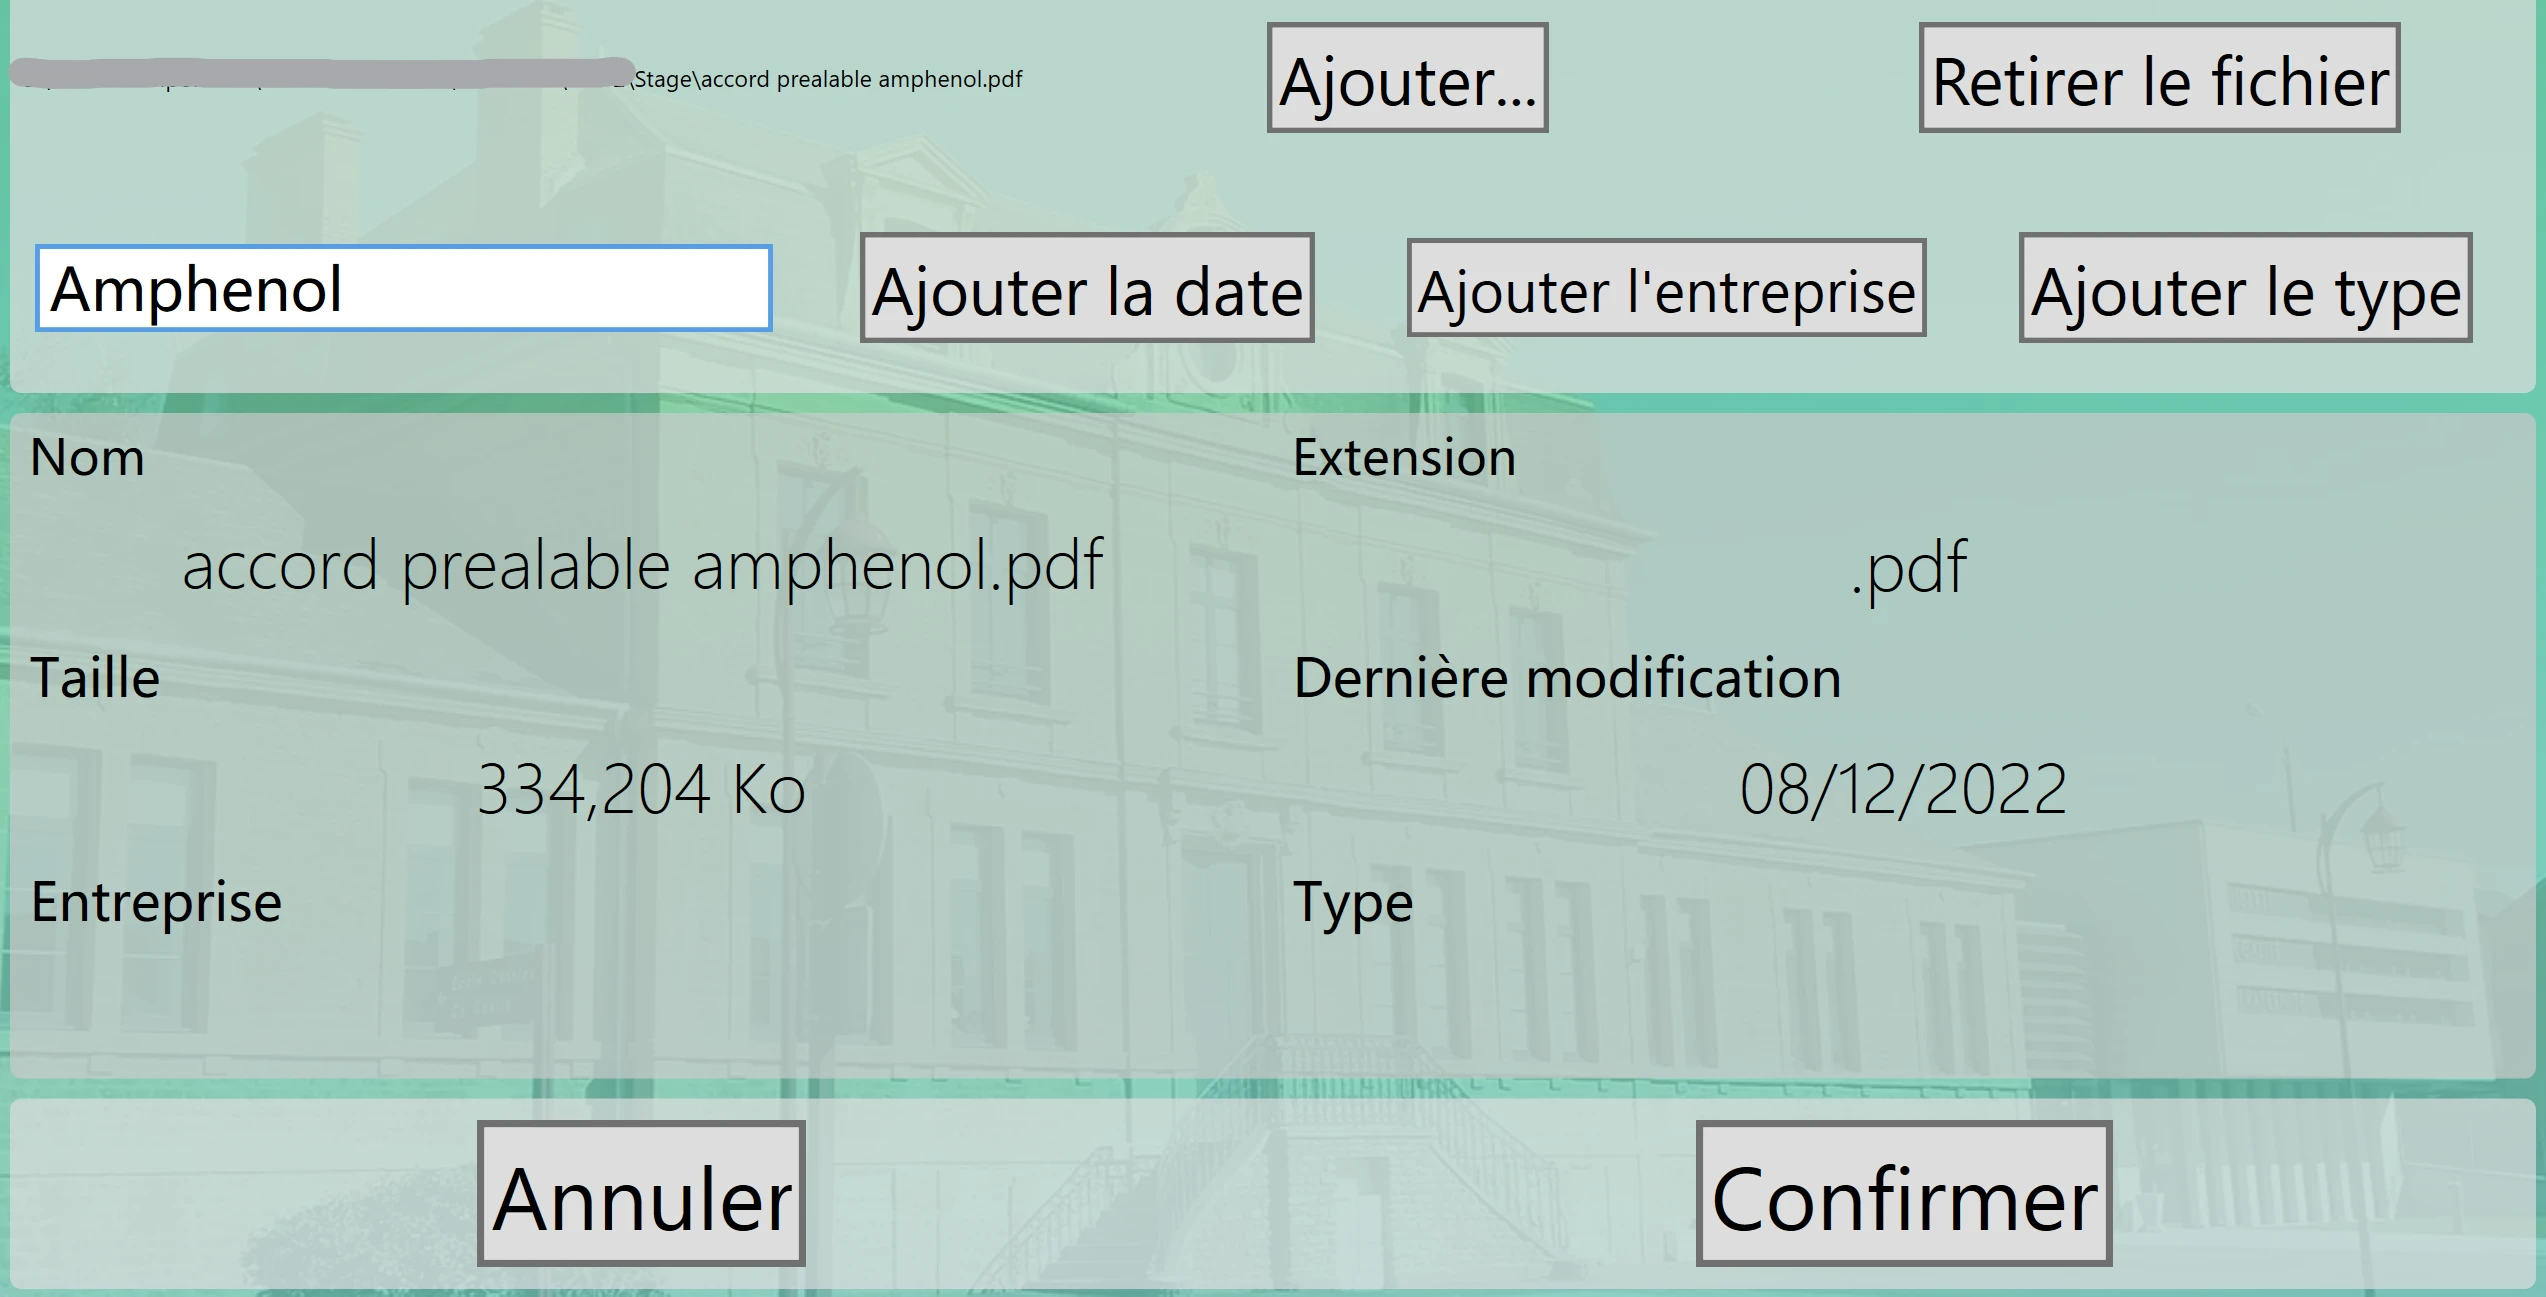 \Stage\accord prealable amphenol.pdf
Ajouter...
Retirer le fichier
Amphenol
Ajouter la date
Ajouter l'entreprise
Ajouter le type
Nom
Extension
accord prealable amphenol.pdf
.pdf
Taille
Dernière modification
334,204 Ko
08/12/2022
Entreprise
Type
Annuler
Confirmer